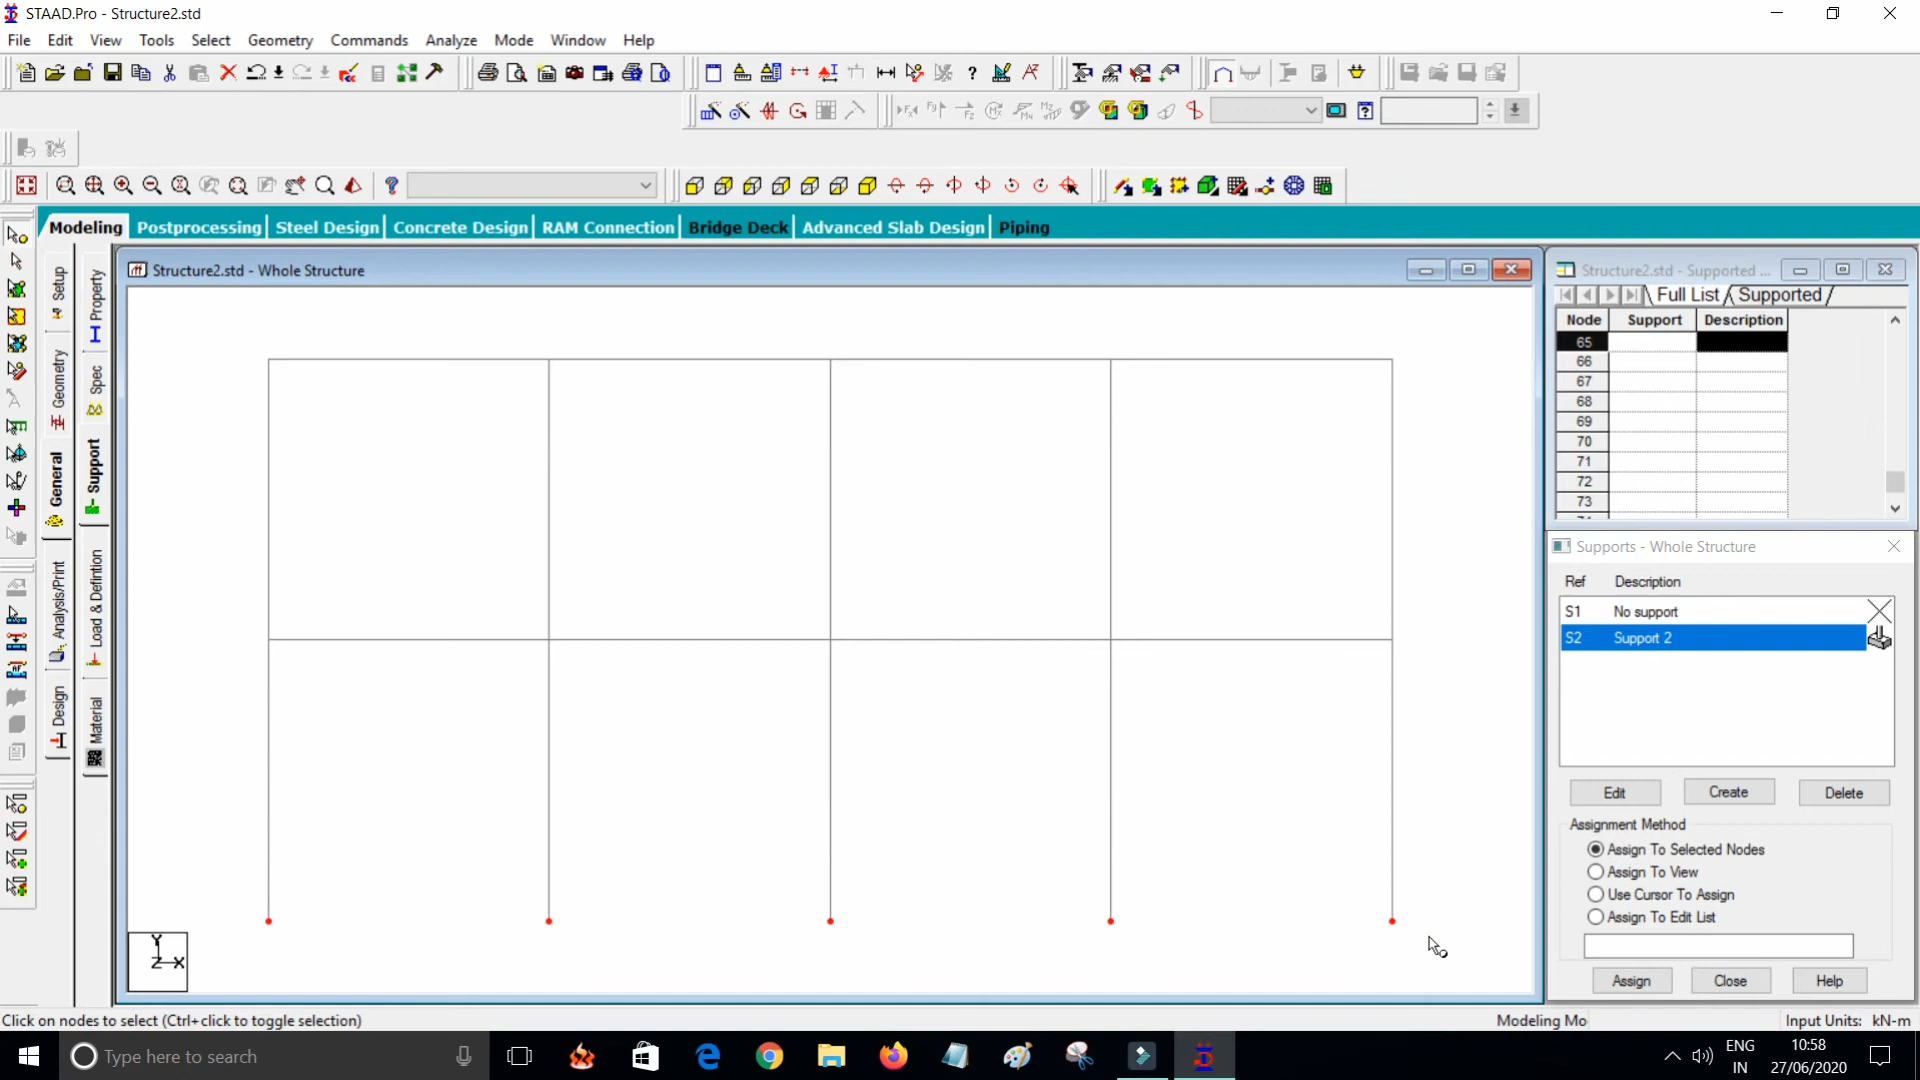 STAAD.Pro - Structure2.std
File Edit View Tools Select Geometry Commands Analyze Mode Window Help
Modeling Postprocessing Steel Design Concrete Design RAM Connection Bridge Deck Advanced Slab Design Piping
Setup
Geometry
General
Analysis/Print
Design
Property
Spec
Support
Load & Definition
Material
Structure2.std - Whole Structure
Y
Z X
Structure2.std - Supported ...
Full List Supported
Node Support Description
65
66
67
68
69
70
71
72
73
Supports - Whole Structure
Ref Description
S1 No support
S2 Support 2
Edit Create Delete
Assignment Method
Assign To Selected Nodes
Assign To View
Use Cursor To Assign
Assign To Edit List
Assign Close Help
Click on nodes to select (Ctrl+click to toggle selection)
Modeling Mo
Input Units: kN-m
Type here to search
ENG
IN
10:58
27/06/2020